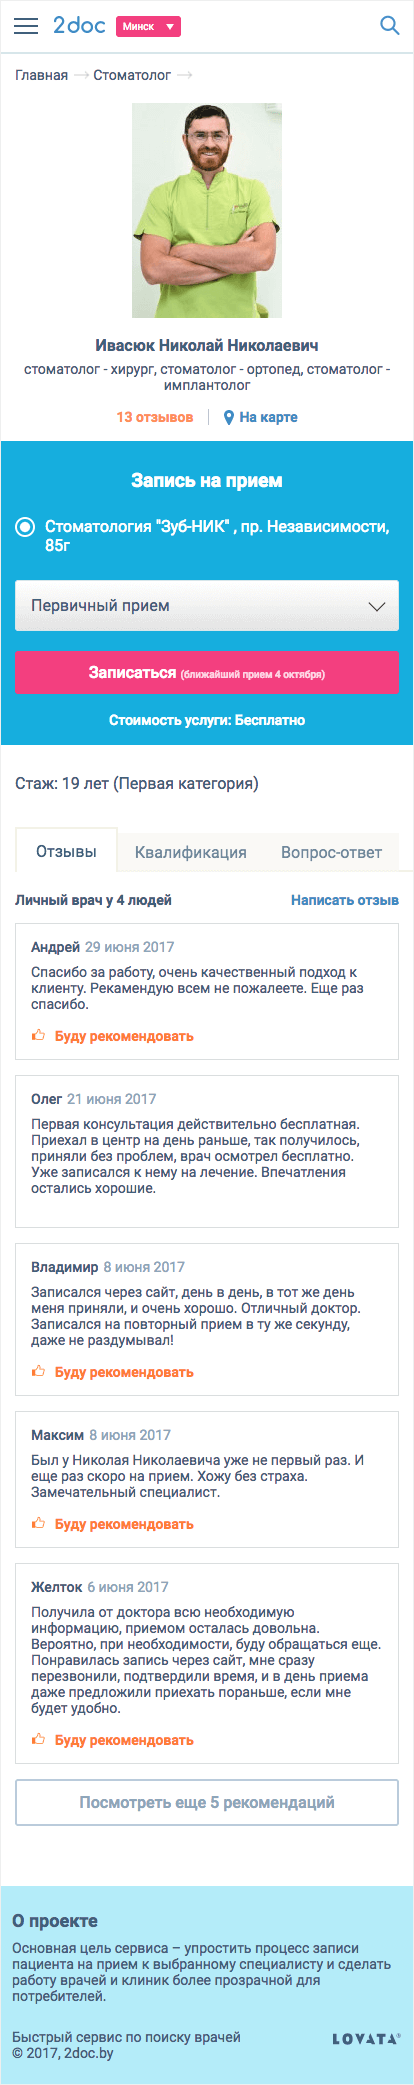 2doc Минск
Главная Стоматолог
Ивасюк Николай Николаевич
стоматолог - хирург, стоматолог - ортопед, стоматолог -
имплантолог
13 отзывов На карте
Запись на прием
Стоматология "Зуб-НИК" , пр. Независимости,
85г
Первичный прием
Записаться (ближайший прием 4 октября)
Стоимость услуги: Бесплатно
Стаж: 19 лет (Первая категория)
Отзывы Квалификация Вопрос-ответ
Личный врач у 4 людей Написать отзыв
Андрей 29 июня 2017
Спасибо за работу, очень качественный подход к
клиенту. Рекамендую всем не пожалеете. Еще раз
спасибо.
Буду рекомендовать
Олег 21 июня 2017
Первая консультация действительно бесплатная.
Приехал в центр на день раньше, так получилось,
приняли без проблем, врач осмотрел бесплатно.
Уже записался к нему на лечение. Впечатления
остались хорошие.
Владимир 8 июня 2017
Записался через сайт, день в день, в тот же день
меня приняли, и очень хорошо. Отличный доктор.
Записался на повторный прием в ту же секунду,
даже не раздумывал!
Буду рекомендовать
Максим 8 июня 2017
Был у Николая Николаевича уже не первый раз. И
еще раз скоро на прием. Хожу без страха.
Замечательный специалист.
Буду рекомендовать
Желток 6 июня 2017
Получила от доктора всю необходимую
информацию, приемом осталась довольна.
Вероятно, при необходимости, буду обращаться еще.
Понравилась запись через сайт, мне сразу
перезвонили, подтвердили время, и в день приема
даже предложили приехать пораньше, если мне
будет удобно.
Буду рекомендовать
Посмотреть еще 5 рекомендаций
О проекте
Основная цель сервиса – упростить процесс записи
пациента на прием к выбранному специалисту и сделать
работу врачей и клиник более прозрачной для
потребителей.
Быстрый сервис по поиску врачей LOVATA®
© 2017, 2doc.by